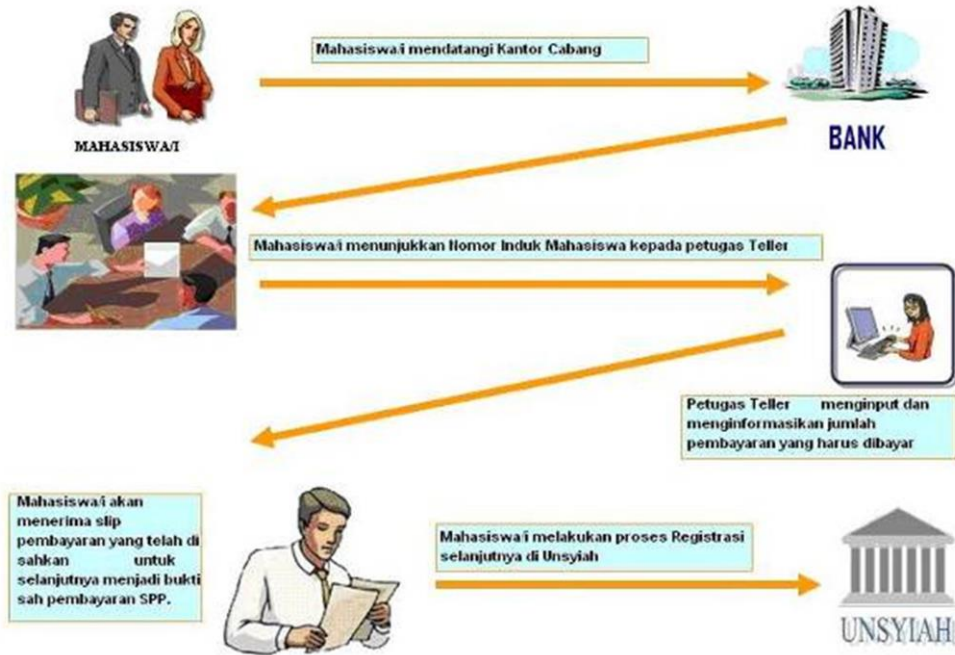 Mahasiswa/i mendatangi Kantor Cabang
MAHASISWA/I
BANK
Mahasiswa/i menunjukkan Nomor Induk Mahasiswa kepada petugas Teller
Petugas Teller menginput dan
menginformasikan jumlah
pembayaran yang harus dibayar
Mahasiswa/i akan
menerima slip
pembayaran yang telah di
sahkan untuk
selanjutnya menjadi bukti
sah pembayaran SPP.
Mahasiswa/i melakukan proses Registrasi
selanjutnya di Unsyiah
UNSYIAH